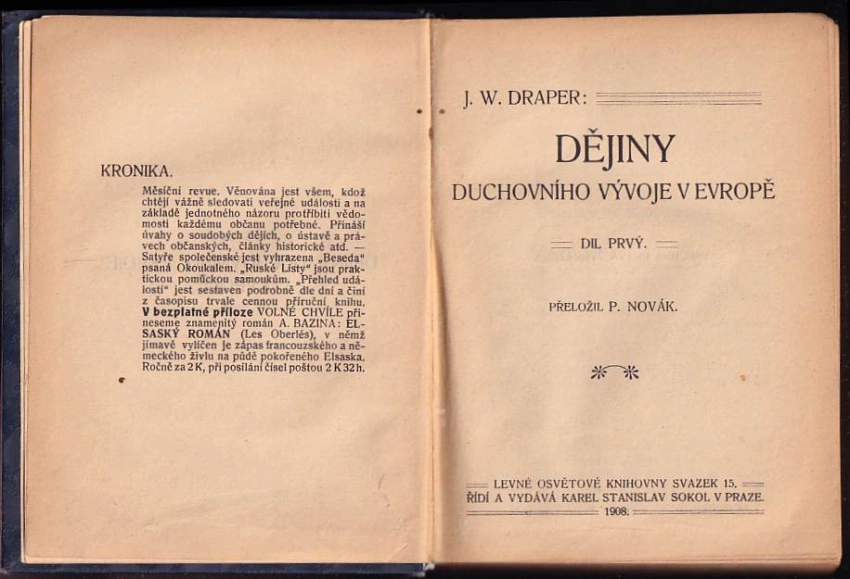 KRONIKA.
Měsíční revue. Věnována jest všem, kdož
chtějí vážně sledovati veřejné události a na
základě jednotného názoru protříbiti vědo-
mosti každému občanu potřebné. Přináší
úvahy o soudobých dějích, o ústavě a prá-
vech občanských, články historické atd. —
Satyře společenské jest vyhrazena „Beseda"
psaná Okoukalem. „Ruské Listy" jsou prak-
tickou pomůckou samoukům. „Přehled udá-
lostí" jest sestaven podrobně dle dní a činí
z časopisu trvale cennou příruční knihu.
V bezplatné příloze VOLNÉ CHVÍLE při-
neseme znamenitý román A. BAZINA: EL-
SASKÝ ROMÁN (Les Oberlés), v němž
jímavě vylíčen je zápas francouzského a ně-
meckého živlu na půdě pokořeného Elsaska.
Ročně za 2 K, při posílání čísel poštou 2 K 32 h.
J. W. DRAPER:
DĚJINY
DUCHOVNÍHO VÝVOJE V EVROPĚ
DIL PRVÝ.
PŘELOŽIL P. NOVÁK.
LEVNÉ OSVĚTOVÉ KNIHOVNY SVAZEK 15,
ŘÍDÍ A VYDÁVÁ KAREL STANISLAV SOKOL V PRAZE.
1908.